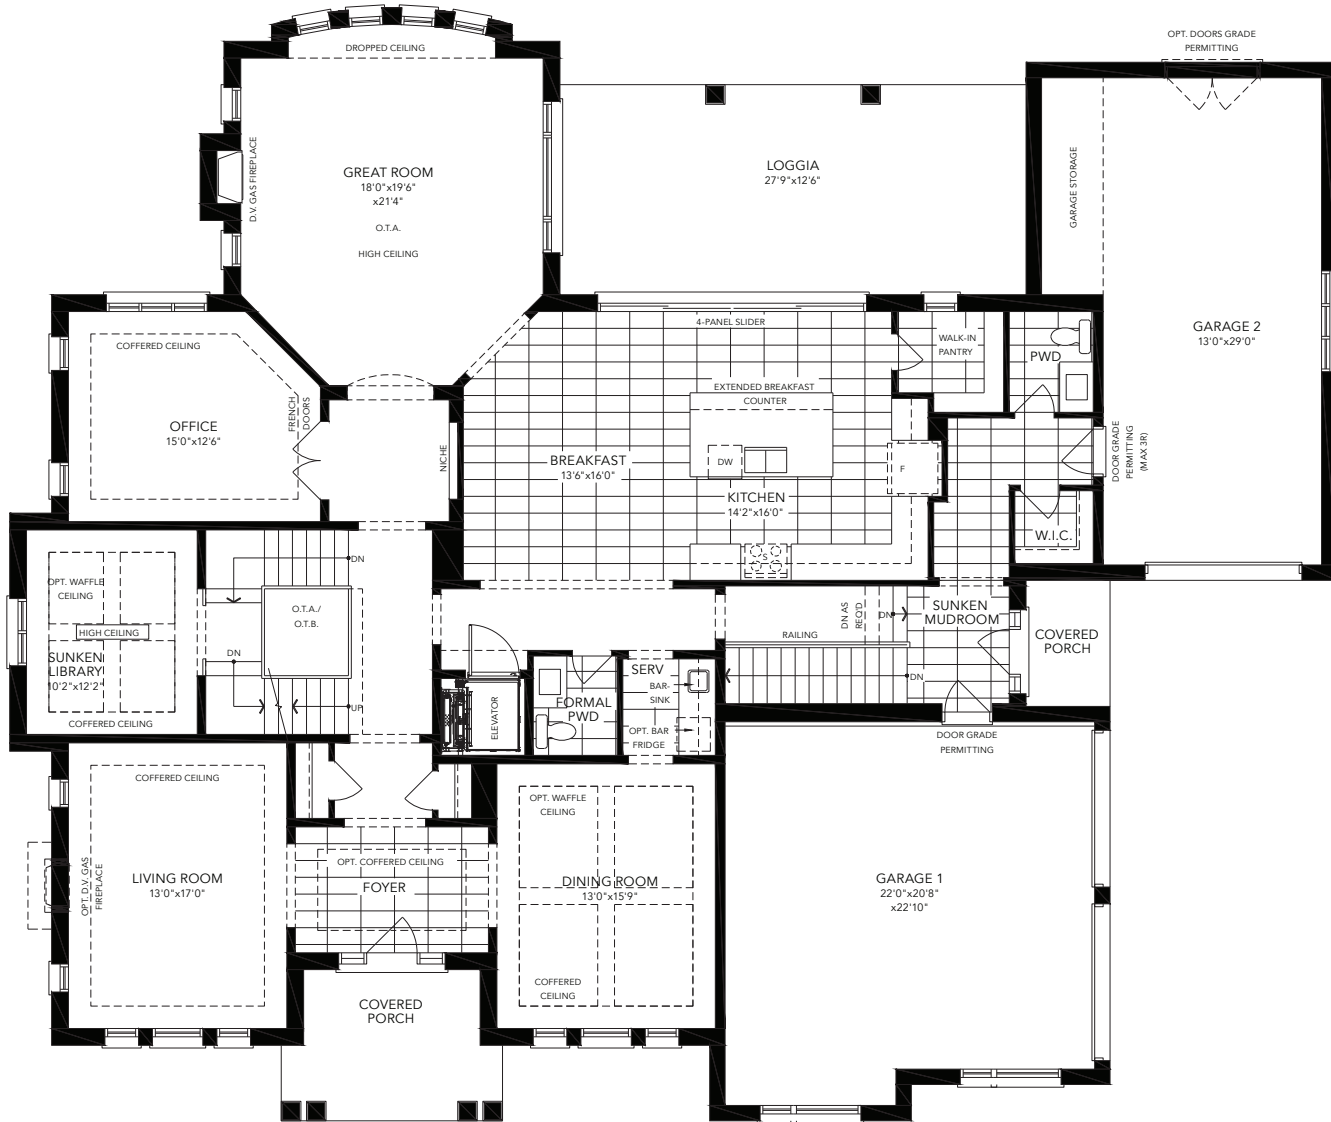 OPT. DOORS GRADE
PERMITTING
DROPPED CEILING
GREAT ROOM
18'0"x19'6"
x21'4"
O.T.A.
HIGH CEILING
D.V. GAS FIREPLACE
LOGGIA
27'9"x12'6"
GARAGE STORAGE
GARAGE 2
13'0"x29'0"
4-PANEL SLIDER
WALK-IN
PANTRY
PWD
COFFERED CEILING
OFFICE
15'0"x12'6"
FRENCH
DOORS
NICHE
EXTENDED BREAKFAST
COUNTER
DW
BREAKFAST
13'6"x16'0"
KITCHEN
14'2"x16'0"
F
S
DOOR GRADE
PERMITTING
(MAX 3R)
W.I.C.
OPT. WAFFLE
CEILING
HIGH CEILING
SUNKEN
LIBRARY
10'2"x12'2"
COFFERED CEILING
DN
O.T.A./
O.T.B.
DN
UP
RAILING
DN AS
REQ'D
DN
DN
SUNKEN
MUDROOM
COVERED
PORCH
ELEVATOR
FORMAL
PWD
SERV
BAR-
SINK
OPT. BAR
FRIDGE
DOOR GRADE
PERMITTING
COFFERED CEILING
LIVING ROOM
13'0"x17'0"
OPT. D.V. GAS
FIREPLACE
OPT. COFFERED CEILING
FOYER
OPT. WAFFLE
CEILING
DINING ROOM
13'0"x15'9"
COFFERED
CEILING
GARAGE 1
22'0"x20'8"
x22'10"
COVERED
PORCH